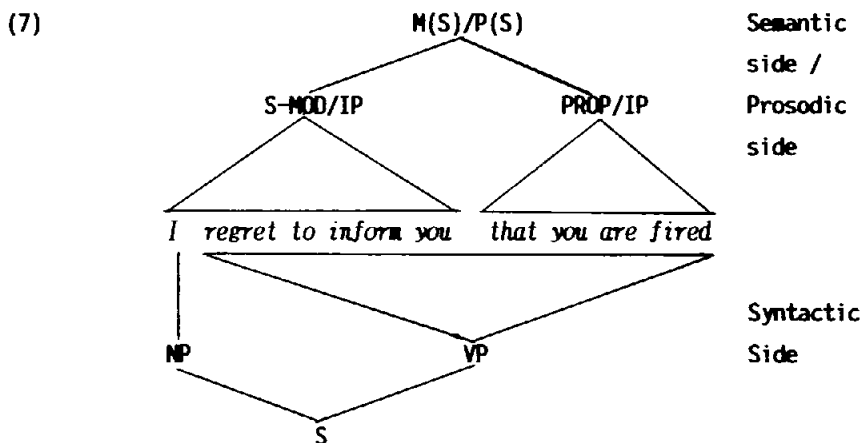 (7) M(S)/P(S) Semantic
side /
S-MOD/IP PROP/IP Prosodic
side
I regret to inform you that you are fired
Syntactic
NP VP Side
S